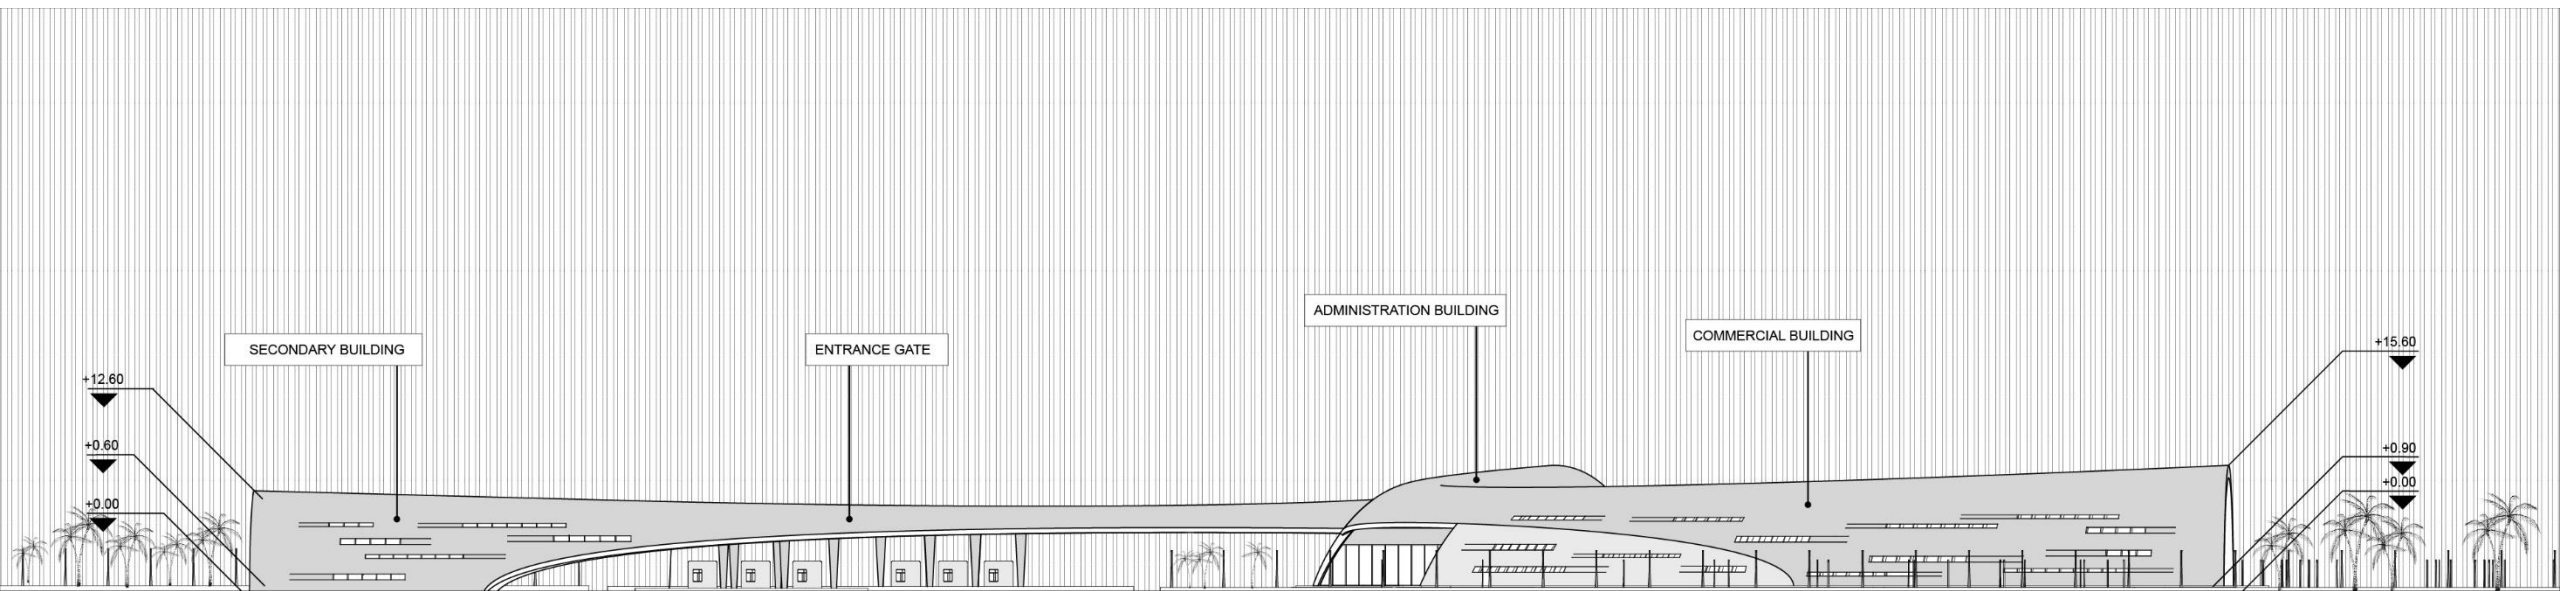 ADMINISTRATION BUILDING
COMMERCIAL BUILDING
SECONDARY BUILDING
ENTRANCE GATE
+12.60
+0.60
+0.00
+15.60
+0.90
+0.00